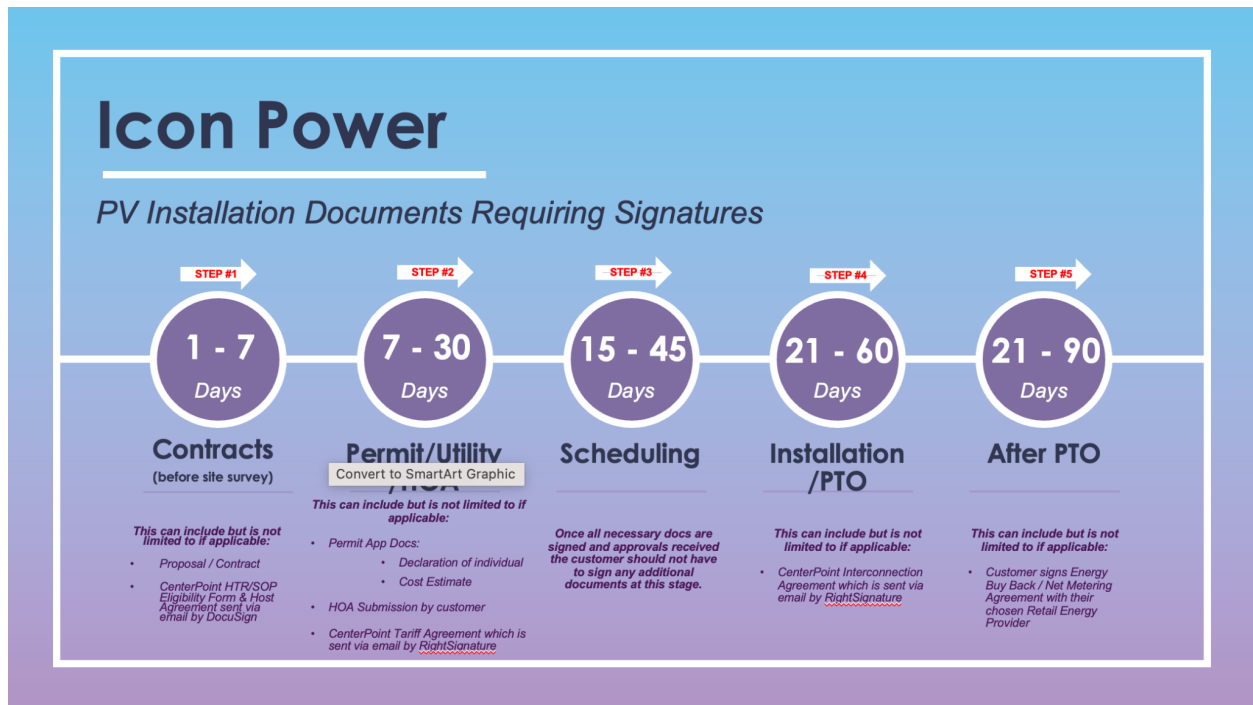 Icon Power
PV Installation Documents Requiring Signatures
STEP #1
1 - 7
Days
Contracts
(before site survey)
This can include but is not
limited to if applicable:
• Proposal / Contract
• CenterPoint HTR/SOP
Eligibility Form & Host
Agreement sent via
email by DocuSign
STEP #2
7 - 30
Days
Permit/Utility
/HOA
Convert to SmartArt Graphic
This can include but is not limited to if
applicable:
• Permit App Docs:
• Declaration of individual
• Cost Estimate
• HOA Submission by customer
• CenterPoint Tariff Agreement which is
sent via email by RightSignature
STEP #3
15 - 45
Days
Scheduling
Once all necessary docs are
signed and approvals received
the customer should not have
to sign any additional
documents at this stage.
STEP #4
21 - 60
Days
Installation
/PTO
This can include but is not
limited to if applicable:
• CenterPoint Interconnection
Agreement which is sent via
email by RightSignature
STEP #5
21 - 90
Days
After PTO
This can include but is not
limited to if applicable:
• Customer signs Energy
Buy Back / Net Metering
Agreement with their
chosen Retail Energy
Provider